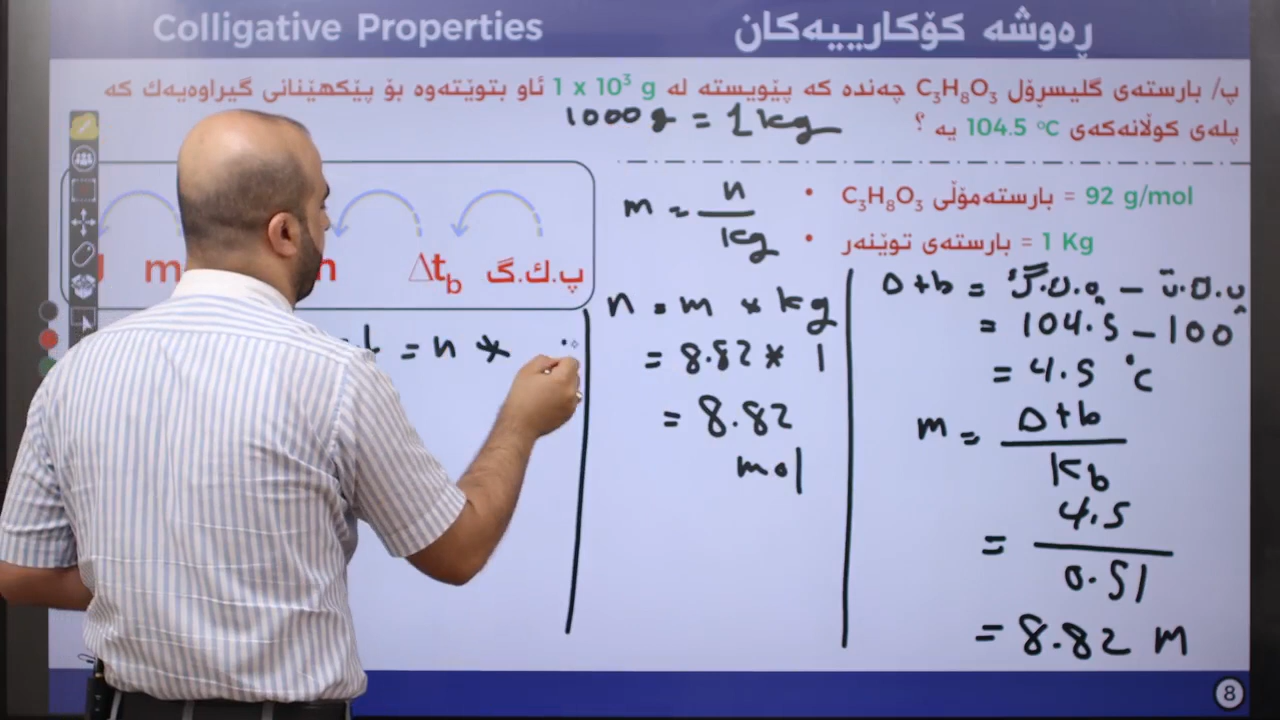 Colligative Properties
ڕەوشە کۆکارییەکان
پ/ بارستەی گلیسڕۆل C₃H₈O₃ چەندە کە پێویستە لە 1 x 10³ g ئاو بتوێتەوە بۆ پێکهێنانی گیراوەیەك کە
پلەی کوڵانەکەی 104.5 °C یە ؟
1000 g = 1 kg
• بارستەمۆڵی C₃H₈O₃ = 92 g/mol
• بارستەی توێنەر = 1 Kg
Δtb = - 
= 104.5 - 100
= 4.5 °C
m = Δtb / Kb
= 4.5 / 0.51
= 8.82 m
m = n / kg
n = m * kg
= 8.82 * 1
= 8.82
mol
پ.ك.گ Δtb m
= n *
8